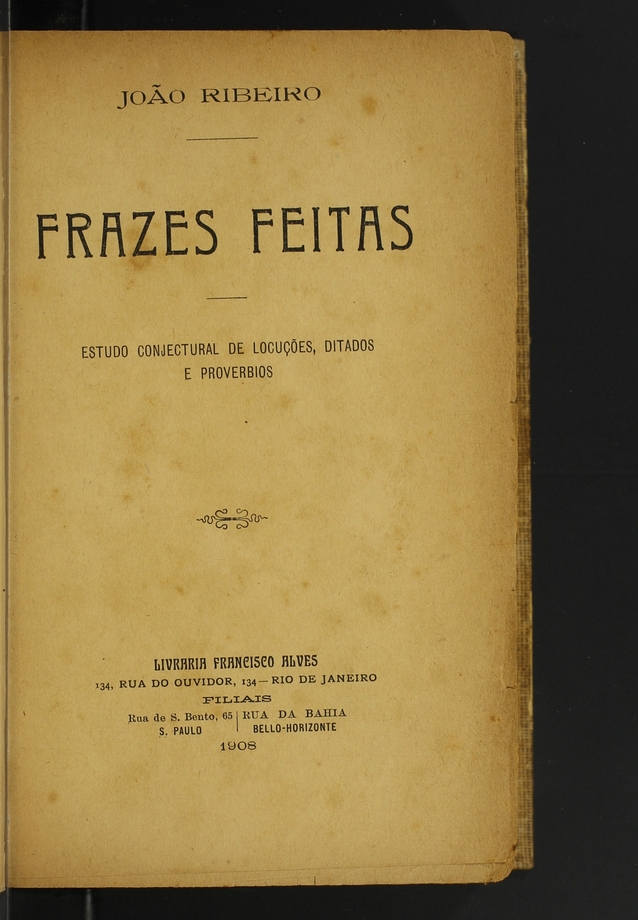 JOÃO RIBEIRO
FRAZES FEITAS
ESTUDO CONJECTURAL DE LOCUÇÕES, DITADOS
E PROVERBIOS
LIVRARIA FRANCISCO ALVES
134, RUA DO OUVIDOR, 134 — RIO DE JANEIRO
FILIAIS
Rua de S. Bento, 65 | RUA DA BAHIA
S. PAULO | BELLO-HORIZONTE
1908